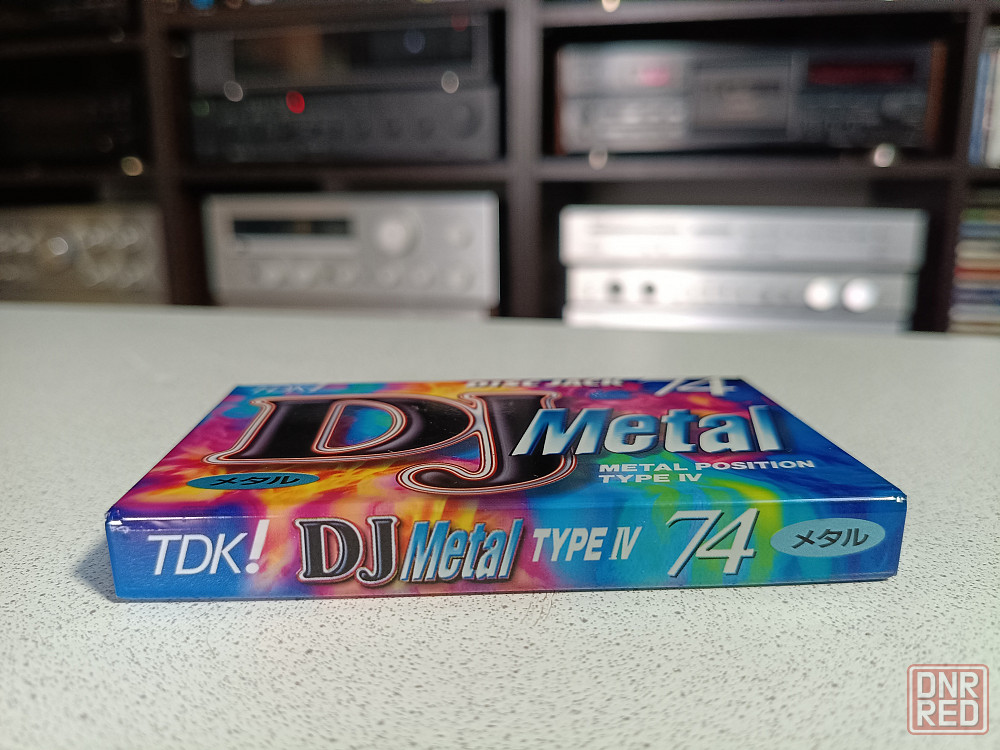 TDK!
DISC JACK 74
DJ Metal
メタル
METAL POSITION
TYPE IV
TDK! DJ Metal TYPE IV 74 メタル
DNR
RED